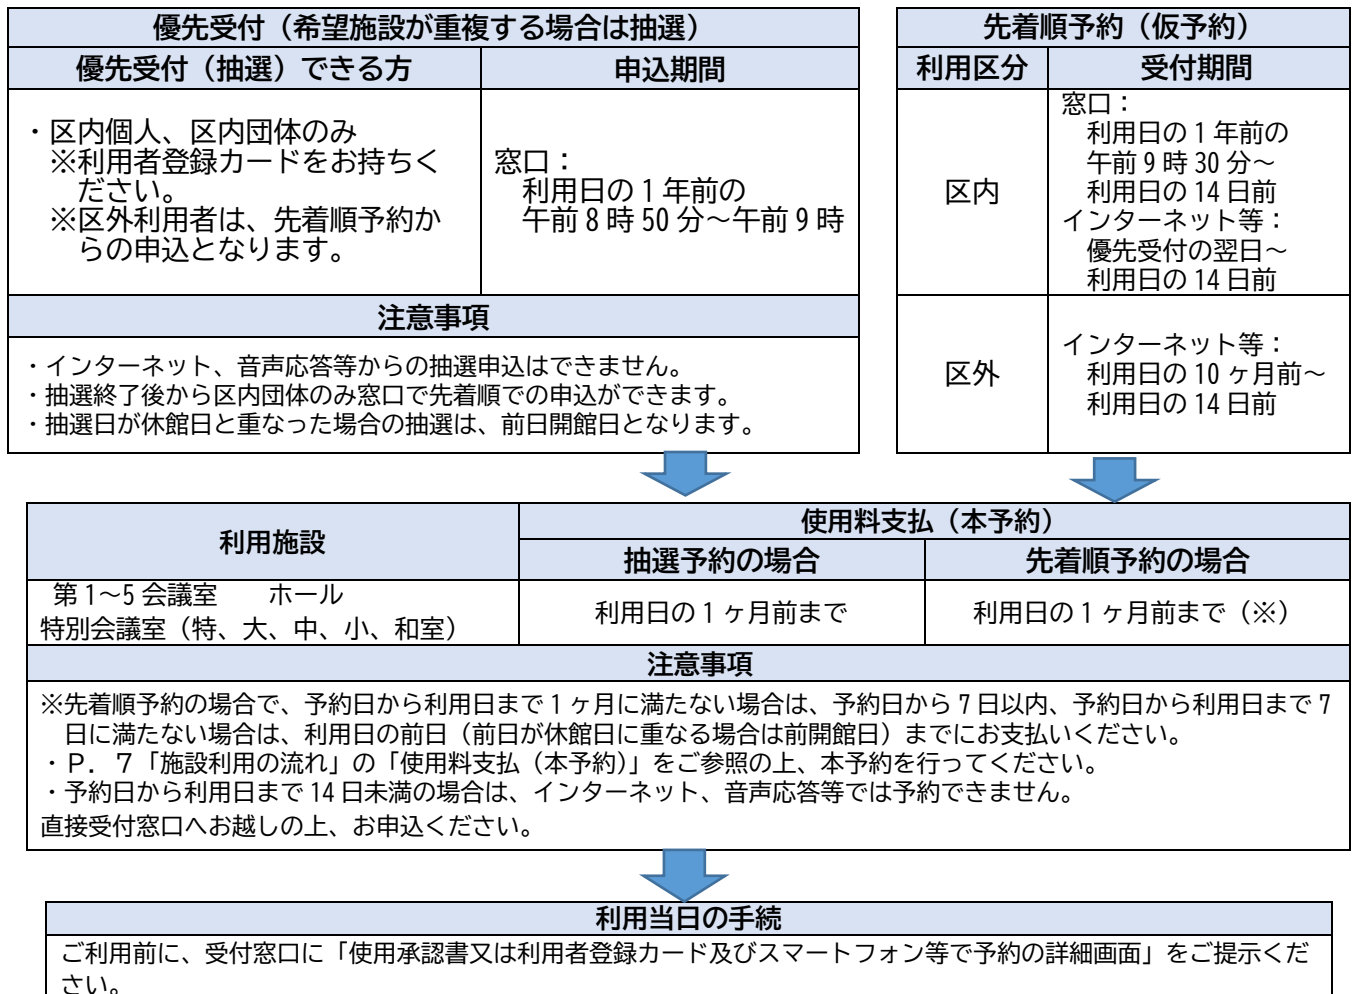 優先受付（希望施設が重複する場合は抽選）
優先受付（抽選）できる方
申込期間
・区内個人、区内団体のみ
※利用者登録カードをお持ちく
ださい。
※区外利用者は、先着順予約か
らの申込となります。
窓口：
利用日の１年前の
午前８時 50 分～午前９時
注意事項
・インターネット、音声応答等からの抽選申込はできません。
・抽選終了後から区内団体のみ窓口で先着順での申込ができます。
・抽選日が休館日と重なった場合の抽選は、前日開館日となります。
先着順予約（仮予約）
利用区分
受付期間
区内
窓口：
利用日の１年前の
午前９時 30 分～
利用日の 14 日前
インターネット等：
優先受付の翌日～
利用日の 14 日前
区外
インターネット等：
利用日の 10 ヶ月前～
利用日の 14 日前
利用施設
使用料支払（本予約）
抽選予約の場合
先着順予約の場合
第 1～5 会議室　　ホール
特別会議室（特、大、中、小、和室）
利用日の１ヶ月前まで
利用日の１ヶ月前まで（※）
注意事項
※先着順予約の場合で、予約日から利用日まで１ヶ月に満たない場合は、予約日から７日以内、予約日から利用日まで７
日に満たない場合は、利用日の前日（前日が休館日に重なる場合は前開館日）までにお支払いください。
・Ｐ．７「施設利用の流れ」の「使用料支払（本予約）」をご参照の上、本予約を行ってください。
・予約日から利用日まで 14 日未満の場合は、インターネット、音声応答等では予約できません。
直接受付窓口へお越しの上、お申込ください。
利用当日の手続
ご利用前に、受付窓口に「使用承認書又は利用者登録カード及びスマートフォン等で予約の詳細画面」をご提示くだ
さい。